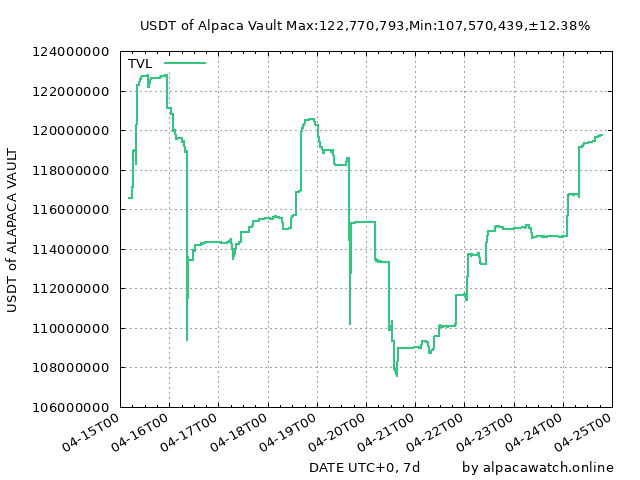 USDT of Alpaca Vault Max:122,770,793,Min:107,570,439,±12.38%
TVL
USDT of ALAPACA VAULT
124000000
122000000
120000000
118000000
116000000
114000000
112000000
110000000
108000000
106000000
04-15T00
04-16T00
04-17T00
04-18T00
04-19T00
04-20T00
04-21T00
04-22T00
04-23T00
04-24T00
04-25T00
DATE UTC+0, 7d
by alpacawatch.online